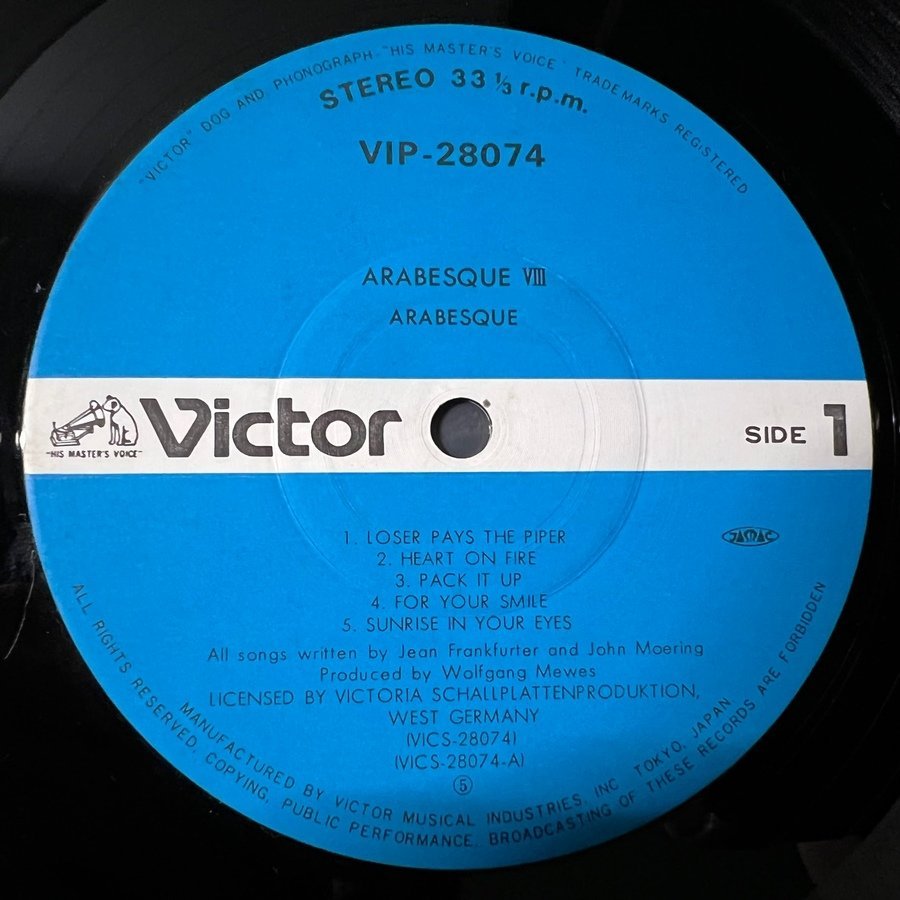 "VICTOR" DOG AND PHONOGRAPH-"HIS MASTER'S VOICE" TRADE MARKS REGISTERED
STEREO 33 1/3 r.p.m.
VIP-28074
ARABESQUE VIII
ARABESQUE
"HIS MASTER'S VOICE"
Victor
SIDE 1
1. LOSER PAYS THE PIPER
2. HEART ON FIRE
3. PACK IT UP
4. FOR YOUR SMILE
5. SUNRISE IN YOUR EYES
JASRAC
All songs written by Jean Frankfurter and John Moering
Produced by Wolfgang Mewes
LICENSED BY VICTORIA SCHALLPLATTENPRODUKTION,
WEST GERMANY
(VICS-28074)
(VICS-28074-A)
⑤
MANUFACTURED BY VICTOR MUSICAL INDUSTRIES, INC. TOKYO, JAPAN
ALL RIGHTS RESERVED, COPYING, PUBLIC PERFORMANCE, BROADCASTING OF THESE RECORDS ARE FORBIDDEN